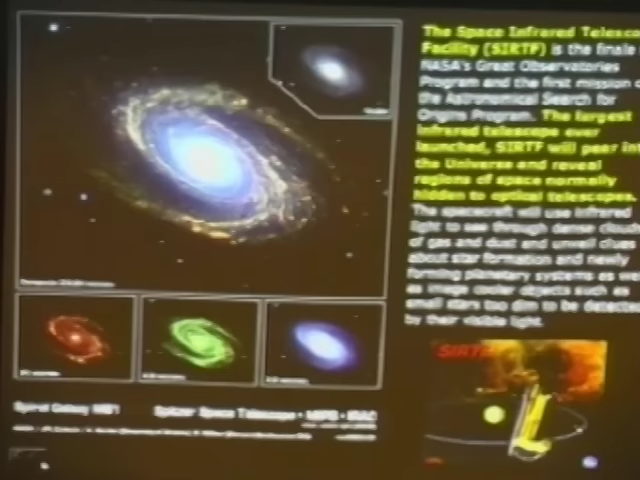 The Space Infrared Telesc
Facility (SIRTF) is the finale
NASA's Great Observatories
Program and the first mission o
the Astronomical Search for
Origins Program. The largest
infrared telescope ever
launched, SIRTF will peer int
the Universe and reveal
regions of space normally
hidden to optical telescopes.
The spacecraft will use infrared
light to see through dense clouds
of gas and dust and unveil clues
about star formation and newly
forming planetary systems as we
as image cooler objects such as
small stars too dim to be detected
by their visible light.
SIRTF
Spiral Galaxy M81
Spitzer Space Telescope • MIPS • IRAC